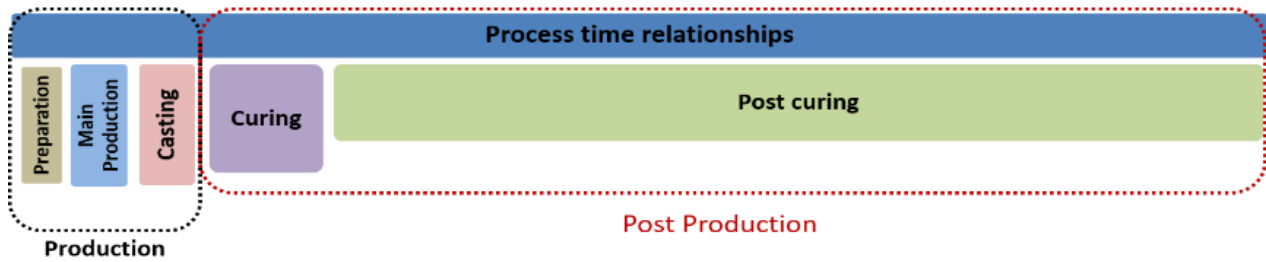 Process time relationships
Preparation
Main
Production
Casting
Curing
Post curing
Production
Post Production